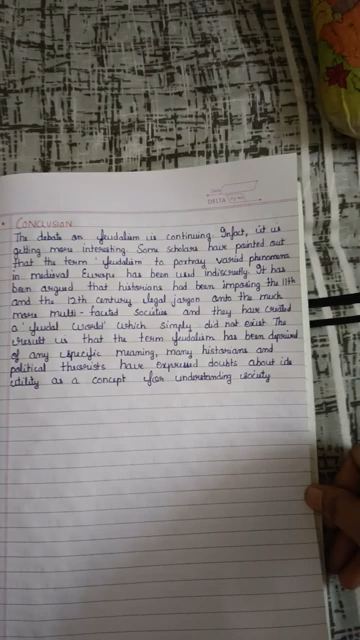 DELTA
CONCLUSION
The debate on feudalism is continuing. Infact, it is
getting more interesting. Some scholars have pointed out
that the term 'feudalism to portray varied phenomena
in medieval Europe has been used indiscreetly. It has
been argued that historians had been imposing the 11th
and the 12th century legal jargon onto the much
more multi-faceted societies and they have created
a 'feudal world' which simply did not exist The
result is that the term feudalism has been deprived
of any specific meaning, many historians and
political theorists have expressed doubts about its
utility as a concept for understanding society